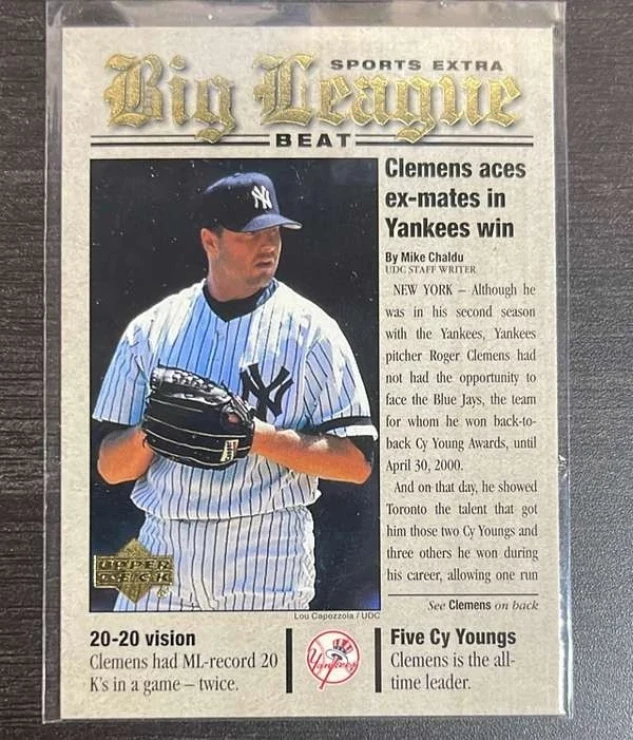 SPORTS EXTRA
Big League
BEAT
Clemens aces
ex-mates in
Yankees win
By Mike Chaldu
UDC STAFF WRITER
NEW YORK – Although he
was in his second season
with the Yankees, Yankees
pitcher Roger Clemens had
not had the opportunity to
face the Blue Jays, the team
for whom he won back-to-
back Cy Young Awards, until
April 30, 2000.
And on that day, he showed
Toronto the talent that got
him those two Cy Youngs and
three others he won during
his career, allowing one run
See Clemens on back
NY
NY
UPPER
DECK
Lou Capozzola / UDC
20-20 vision
Clemens had ML-record 20
K's in a game – twice.
Yankees
Five Cy Youngs
Clemens is the all-
time leader.